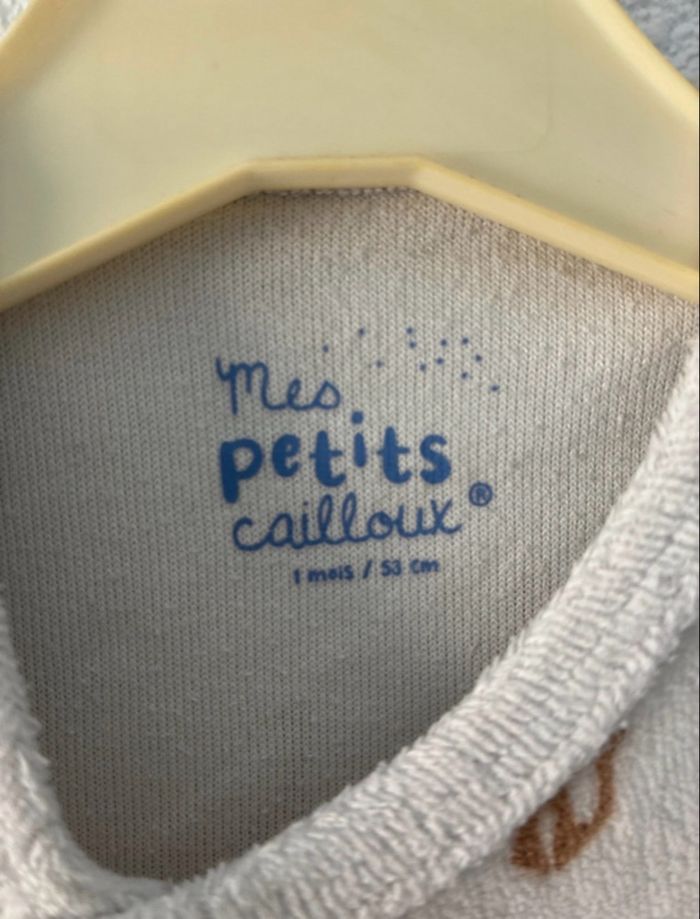 Mes
petits
cailloux®
1 mois / 53 cm